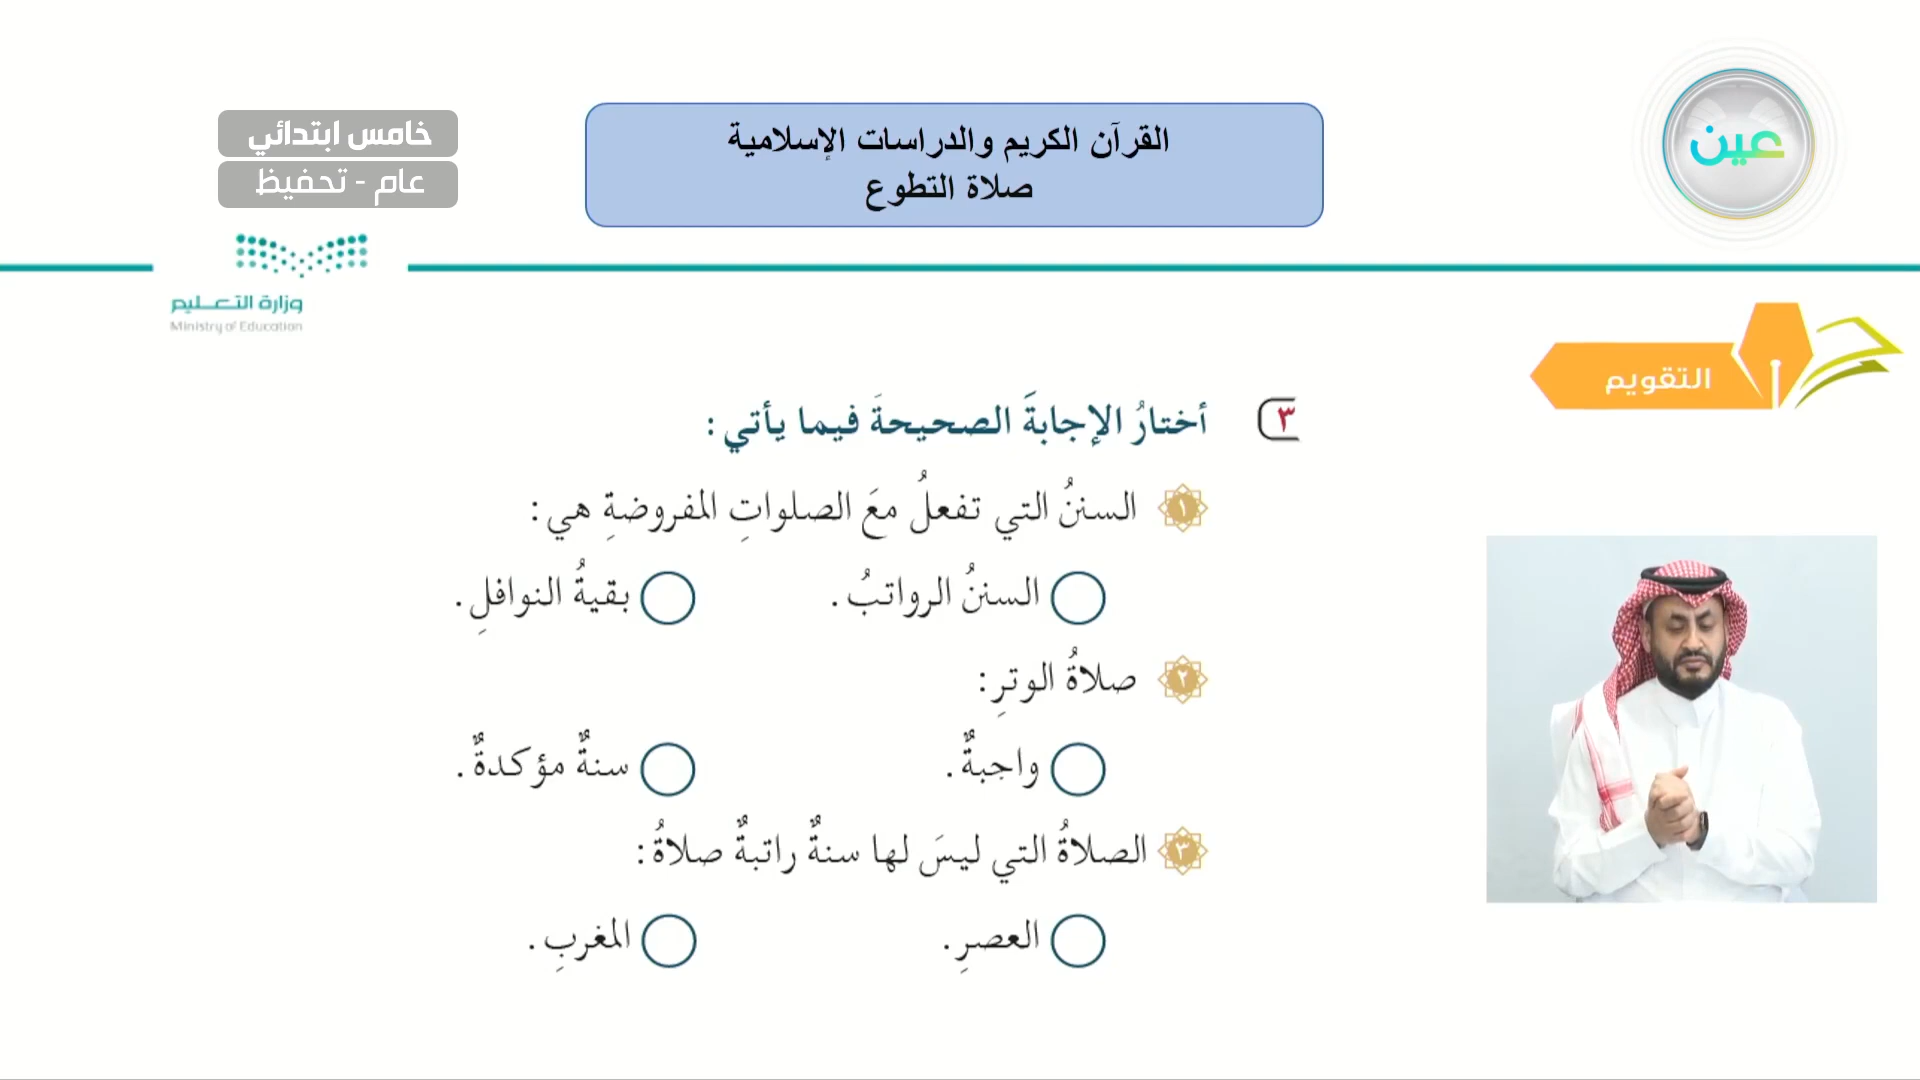 عين
القرآن الكريم والدراسات الإسلامية
صلاة التطوع
خامس ابتدائي
عام - تحفيظ
وزارة التعليم
Ministry of Education
التقويم
٣ أختارُ الإجابةَ الصحيحةَ فيما يأتي:
١ السننُ التي تفعلُ معَ الصلواتِ المفروضةِ هي:
السننُ الرواتبُ. بقيةُ النوافلِ.
٢ صلاةُ الوترِ:
واجبةٌ. سنةٌ مؤكدةٌ.
٣ الصلاةُ التي ليسَ لها سنةٌ راتبةٌ صلاةُ:
العصرِ. المغربِ.